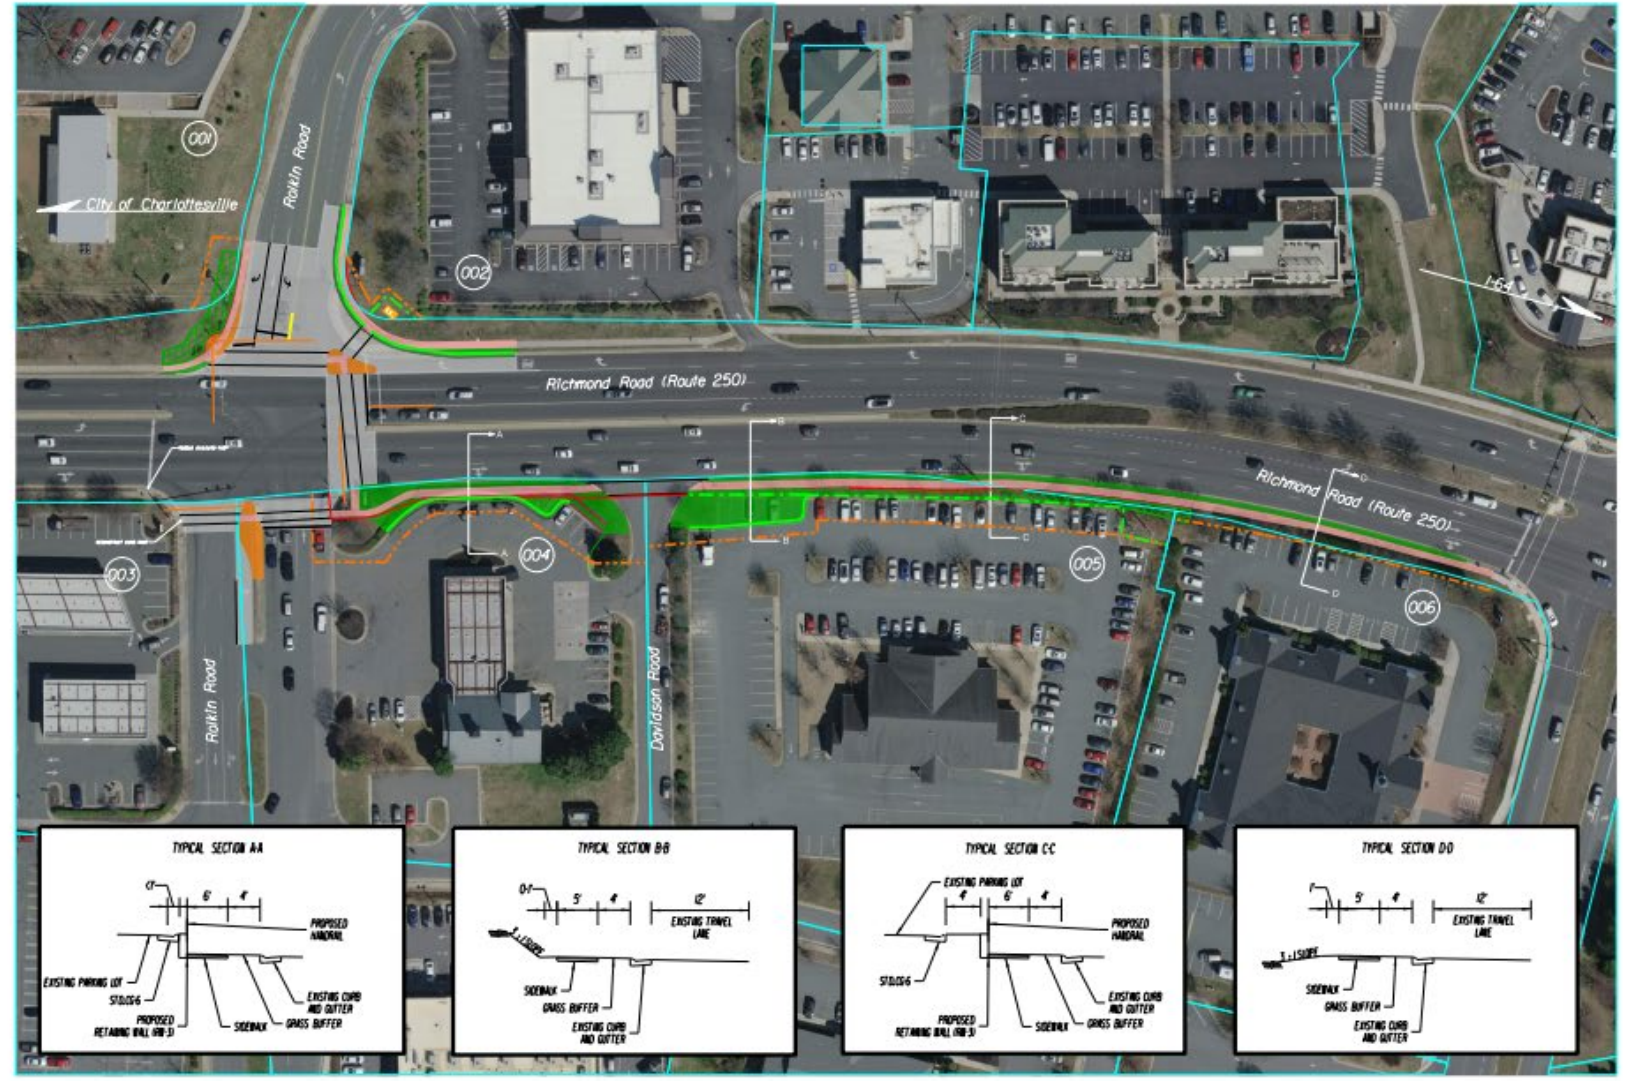 001
Rolkin Road
City of Charlottesville
002
I-64
Richmond Road (Route 250)
A
B
C
D
Richmond Road (Route 250)
003
A
004
B
C
005
D
006
Rolkin Road
Davidson Road
TYPICAL SECTION A-A
6'
4'
PROPOSED
HANDRAIL
EXISTING PARKING LOT
STD.CG-6
PROPOSED
RETAINING WALL (RW-3)
SIDEWALK
GRASS BUFFER
EXISTING CURB
AND GUTTER
TYPICAL SECTION B-B
0-1'
5'
4'
12'
EXISTING TRAVEL
LANE
SIDEWALK
GRASS BUFFER
EXISTING CURB
AND GUTTER
TYPICAL SECTION C-C
EXISTING PARKING LOT
4'
6'
4'
PROPOSED
HANDRAIL
STD.CG-6
PROPOSED
RETAINING WALL (RW-3)
SIDEWALK
GRASS BUFFER
EXISTING CURB
AND GUTTER
TYPICAL SECTION D-D
1'
5'
4'
12'
EXISTING TRAVEL
LANE
SIDEWALK
GRASS BUFFER
EXISTING CURB
AND GUTTER